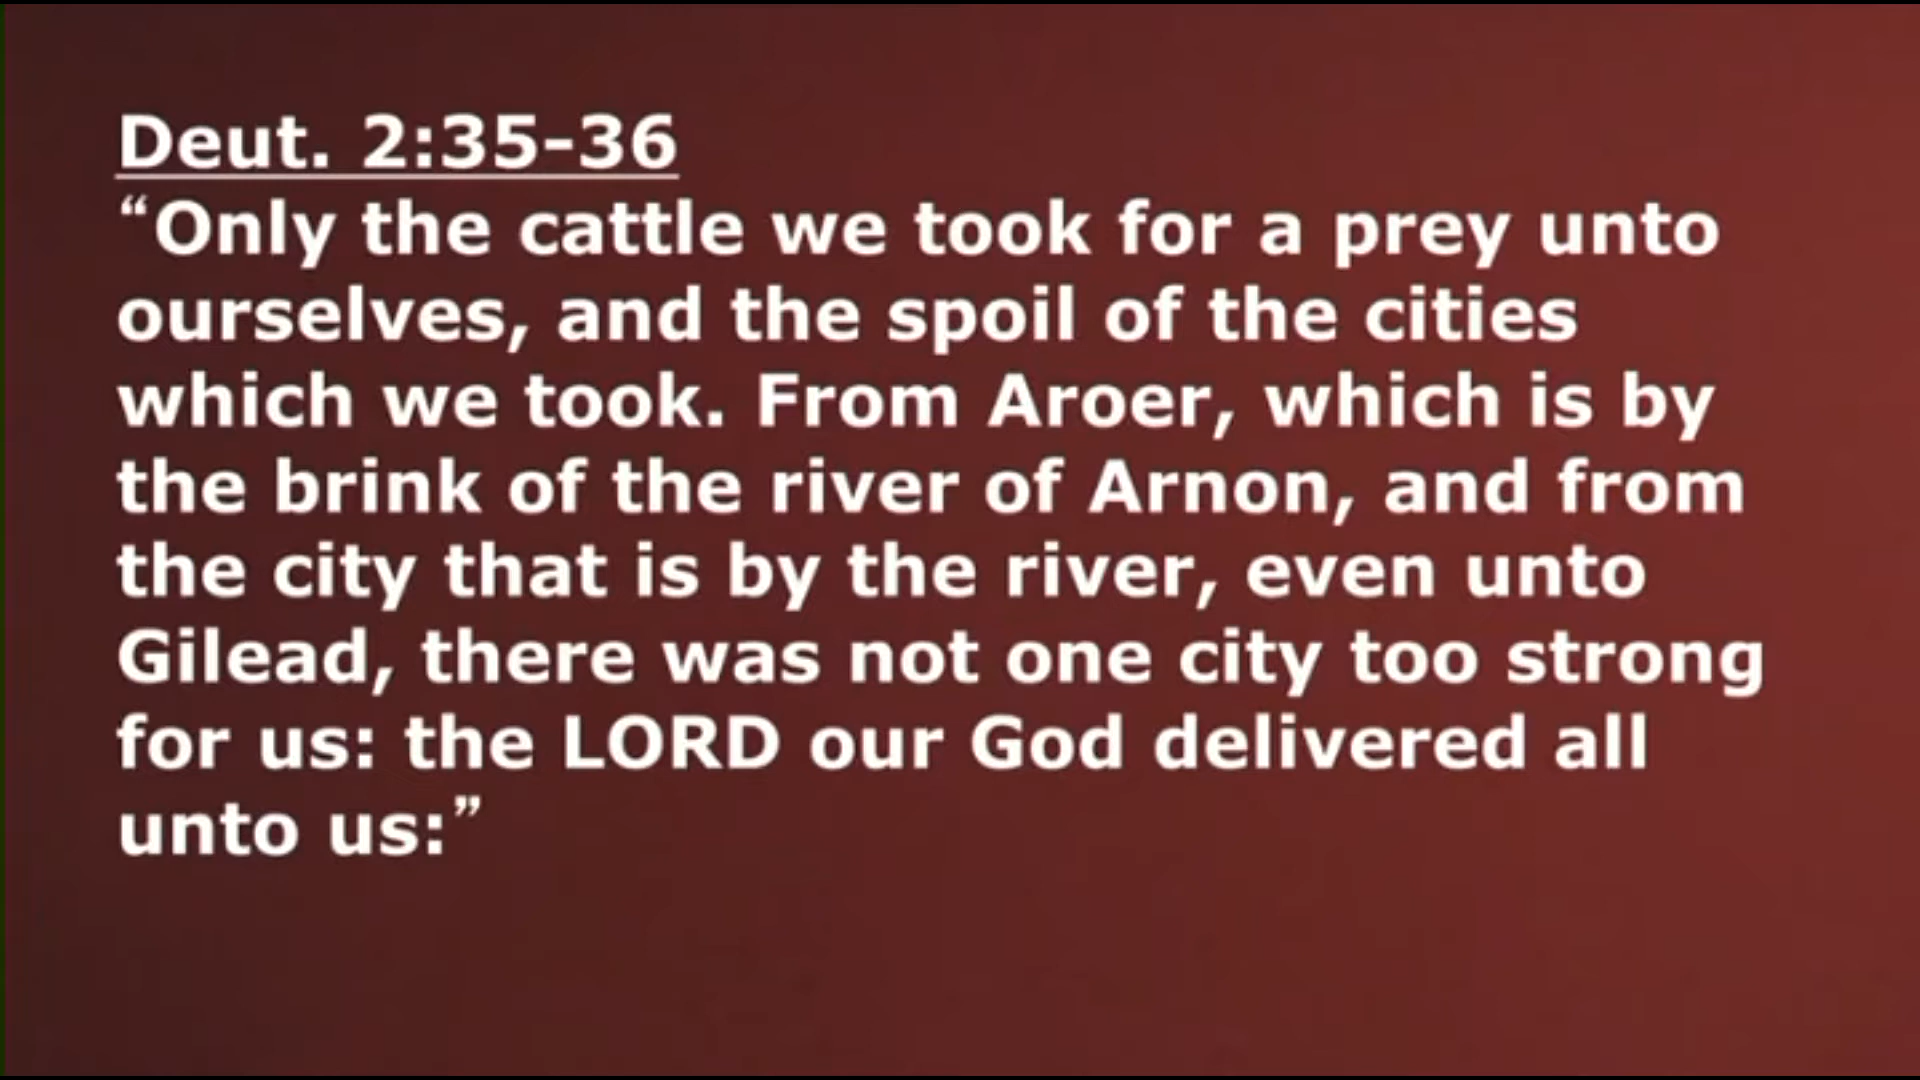 Deut. 2:35-36
“Only the cattle we took for a prey unto
ourselves, and the spoil of the cities
which we took. From Aroer, which is by
the brink of the river of Arnon, and from
the city that is by the river, even unto
Gilead, there was not one city too strong
for us: the LORD our God delivered all
unto us:”